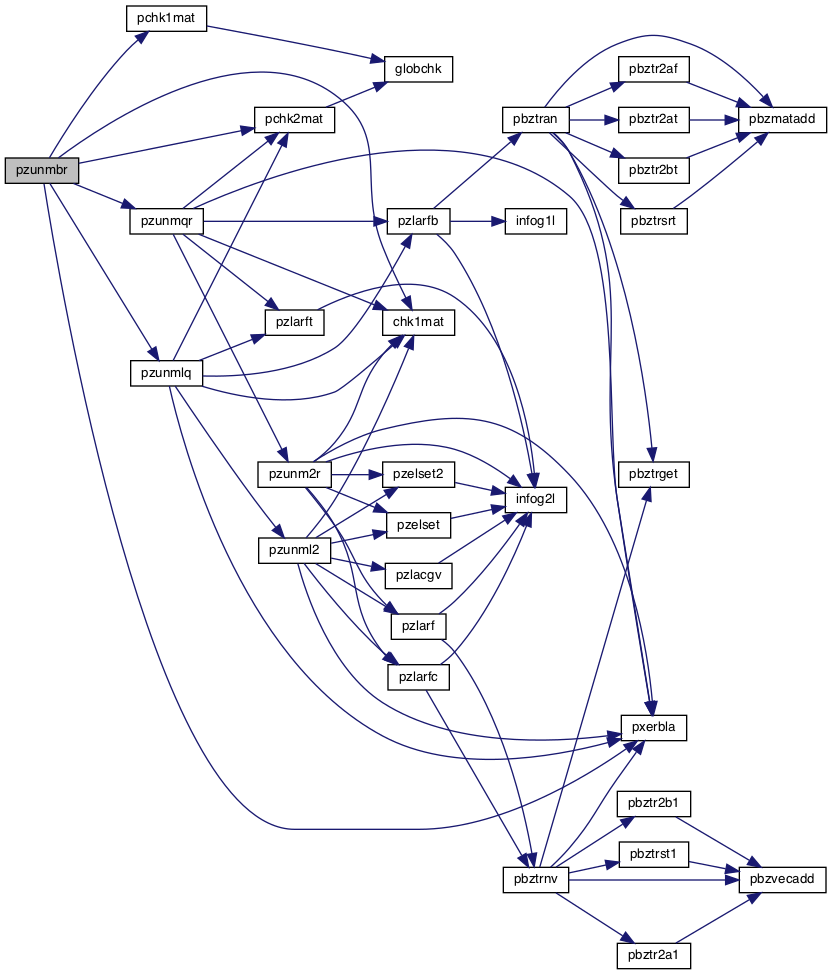 pchk1mat
globchk
pbztr2af
pchk2mat
pbztran
pbztr2at
pbzmatadd
pzunmbr
pbztr2bt
pzunmqr
pzlarfb
infog1l
pbztrsrt
pzlarft
chk1mat
pzunmlq
pzunm2r
pzelset2
pbztrget
infog2l
pzelset
pzunml2
pzlacgv
pzlarf
pzlarfc
pxerbla
pbztr2b1
pbztrst1
pbztrnv
pbzvecadd
pbztr2a1